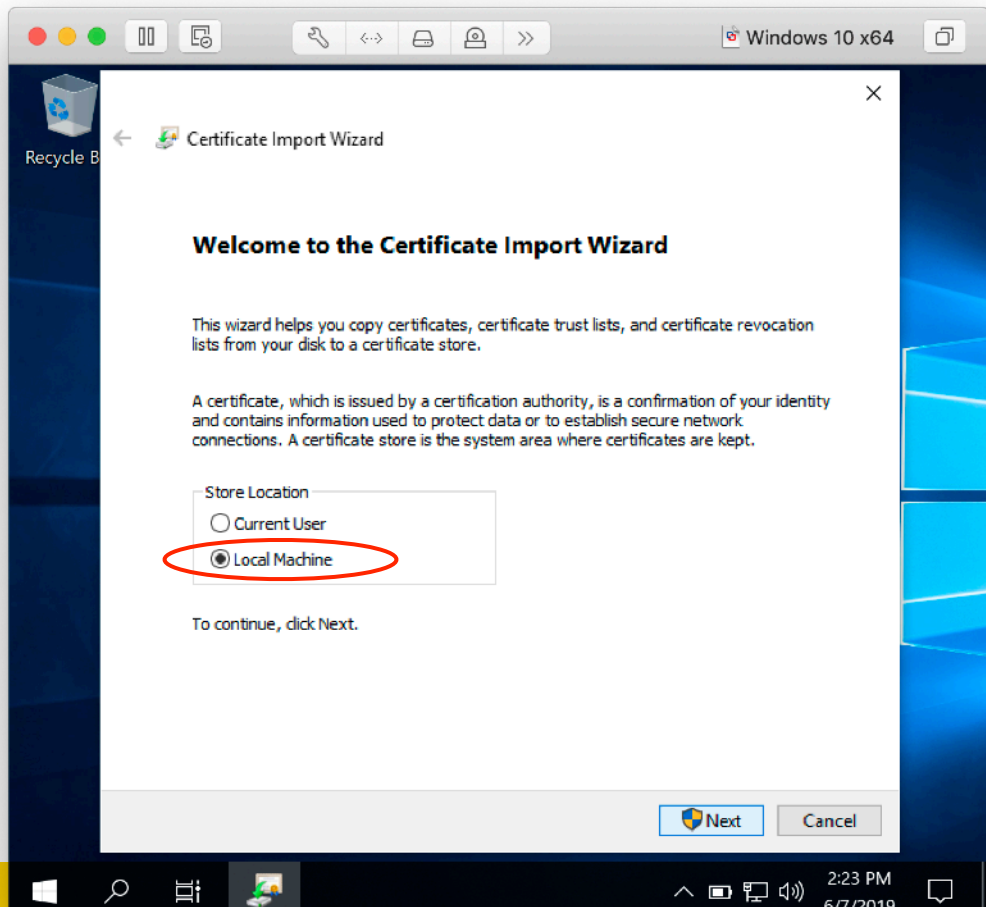 Windows 10 x64
Recycle B
Certificate Import Wizard
Welcome to the Certificate Import Wizard
This wizard helps you copy certificates, certificate trust lists, and certificate revocation
lists from your disk to a certificate store.
A certificate, which is issued by a certification authority, is a confirmation of your identity
and contains information used to protect data or to establish secure network
connections. A certificate store is the system area where certificates are kept.
Store Location
Current User
Local Machine
To continue, click Next.
Next
Cancel
2:23 PM
6/7/2019